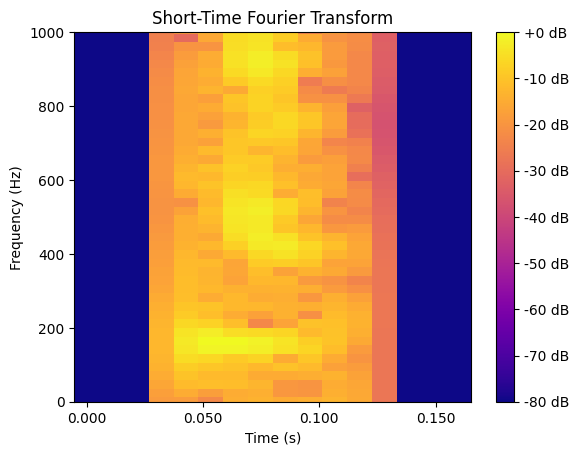 Short-Time Fourier Transform
1000
800
600
400
200
0
Frequency (Hz)
0.000
0.050
0.100
0.150
Time (s)
+0 dB
-10 dB
-20 dB
-30 dB
-40 dB
-50 dB
-60 dB
-70 dB
-80 dB